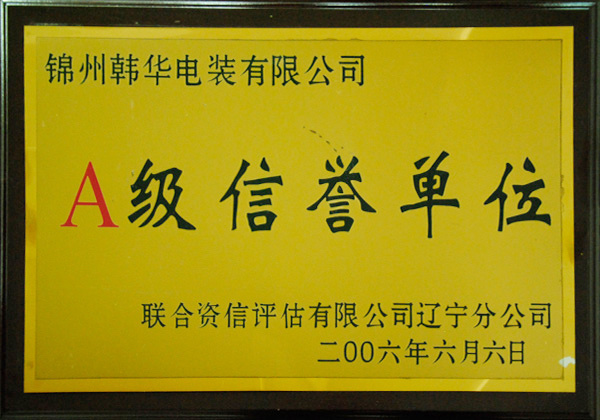 锦州韩华电装有限公司
A级信誉单位
联合资信评估有限公司辽宁分公司
二00六年六月六日